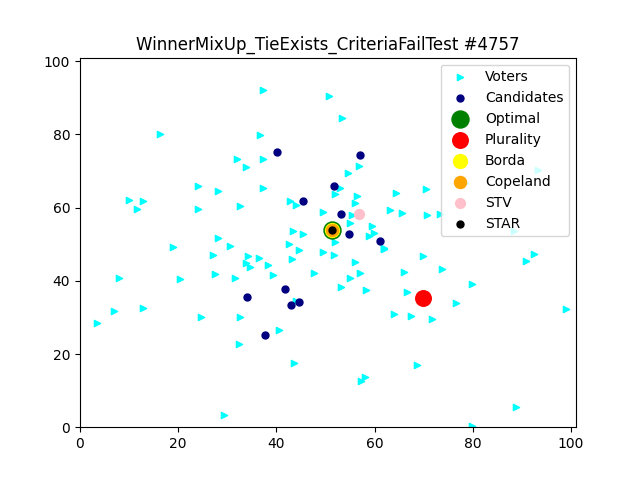 WinnerMixUp_TieExists_CriteriaFailTest #4757
100
80
60
40
20
0
0 20 40 60 80 100
Voters
Candidates
Optimal
Plurality
Borda
Copeland
STV
STAR